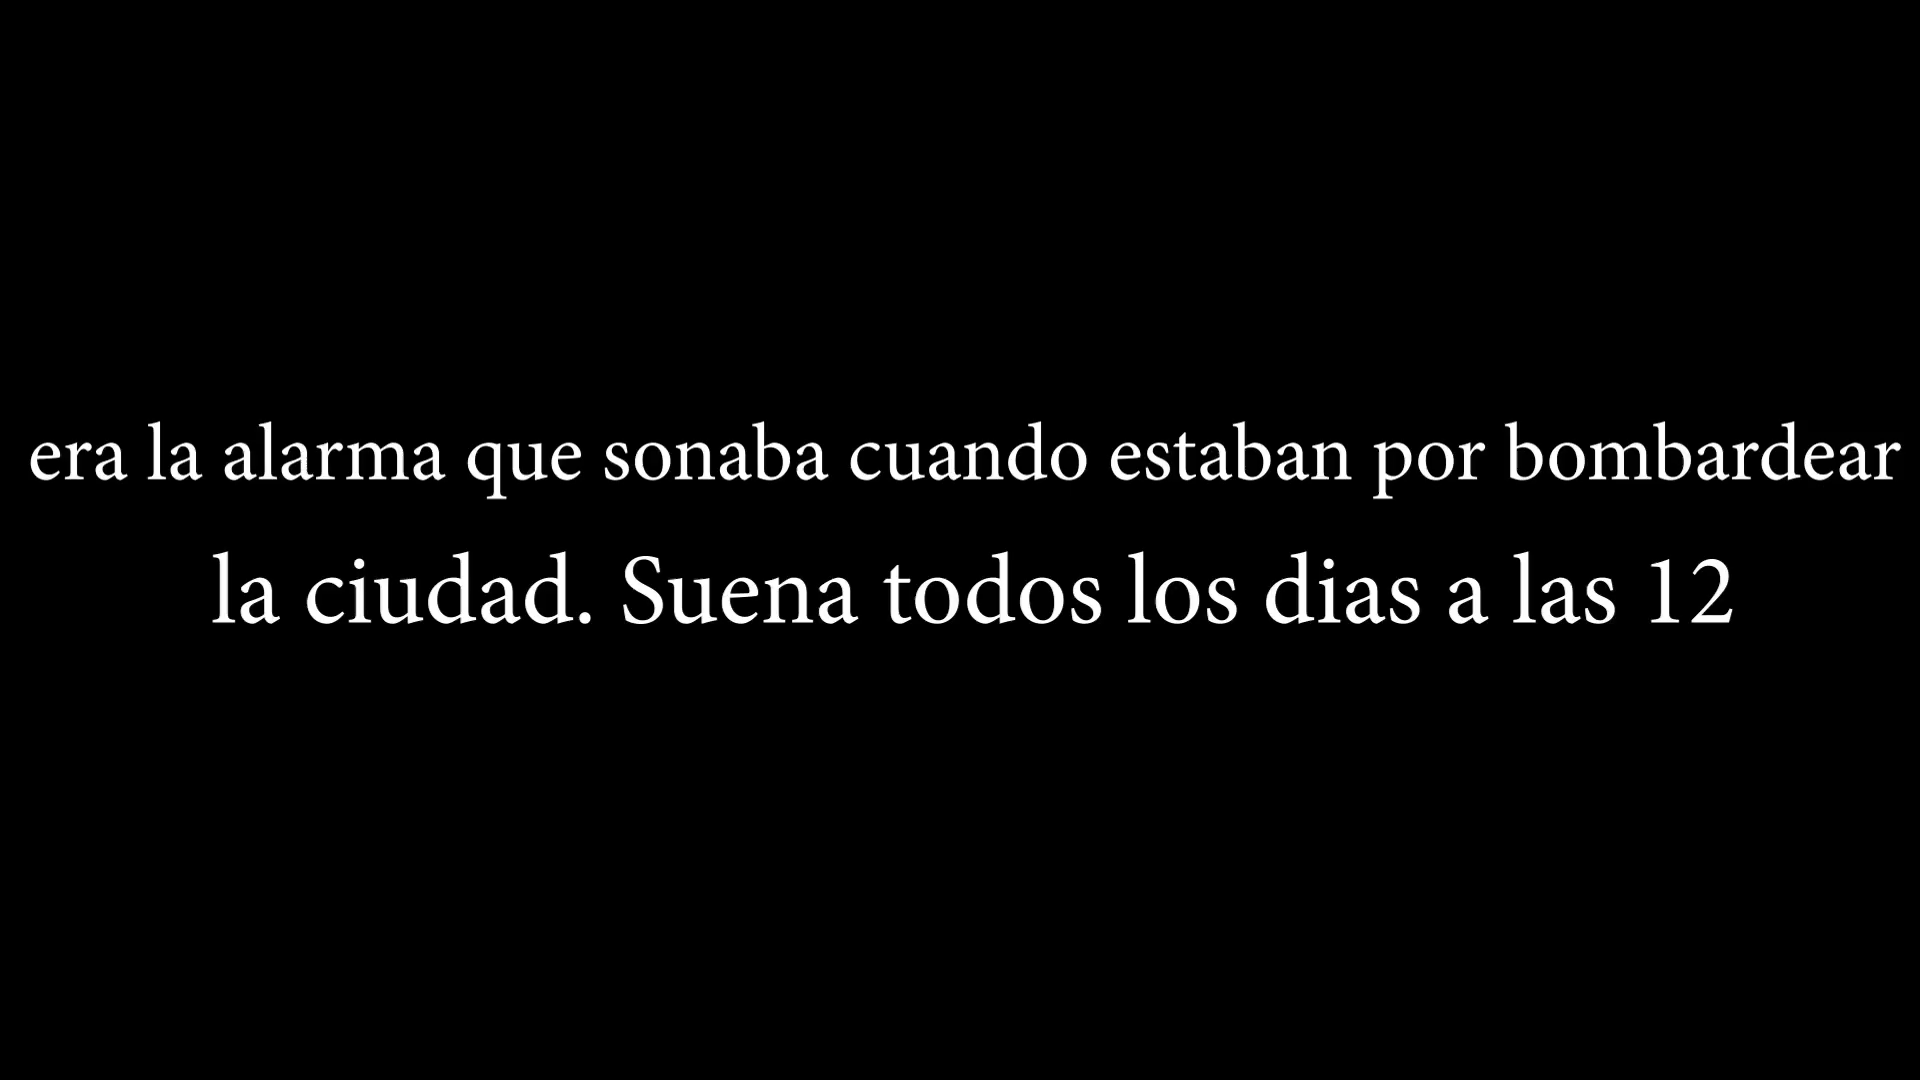 era la alarma que sonaba cuando estaban por bombardear
la ciudad. Suena todos los dias a las 12